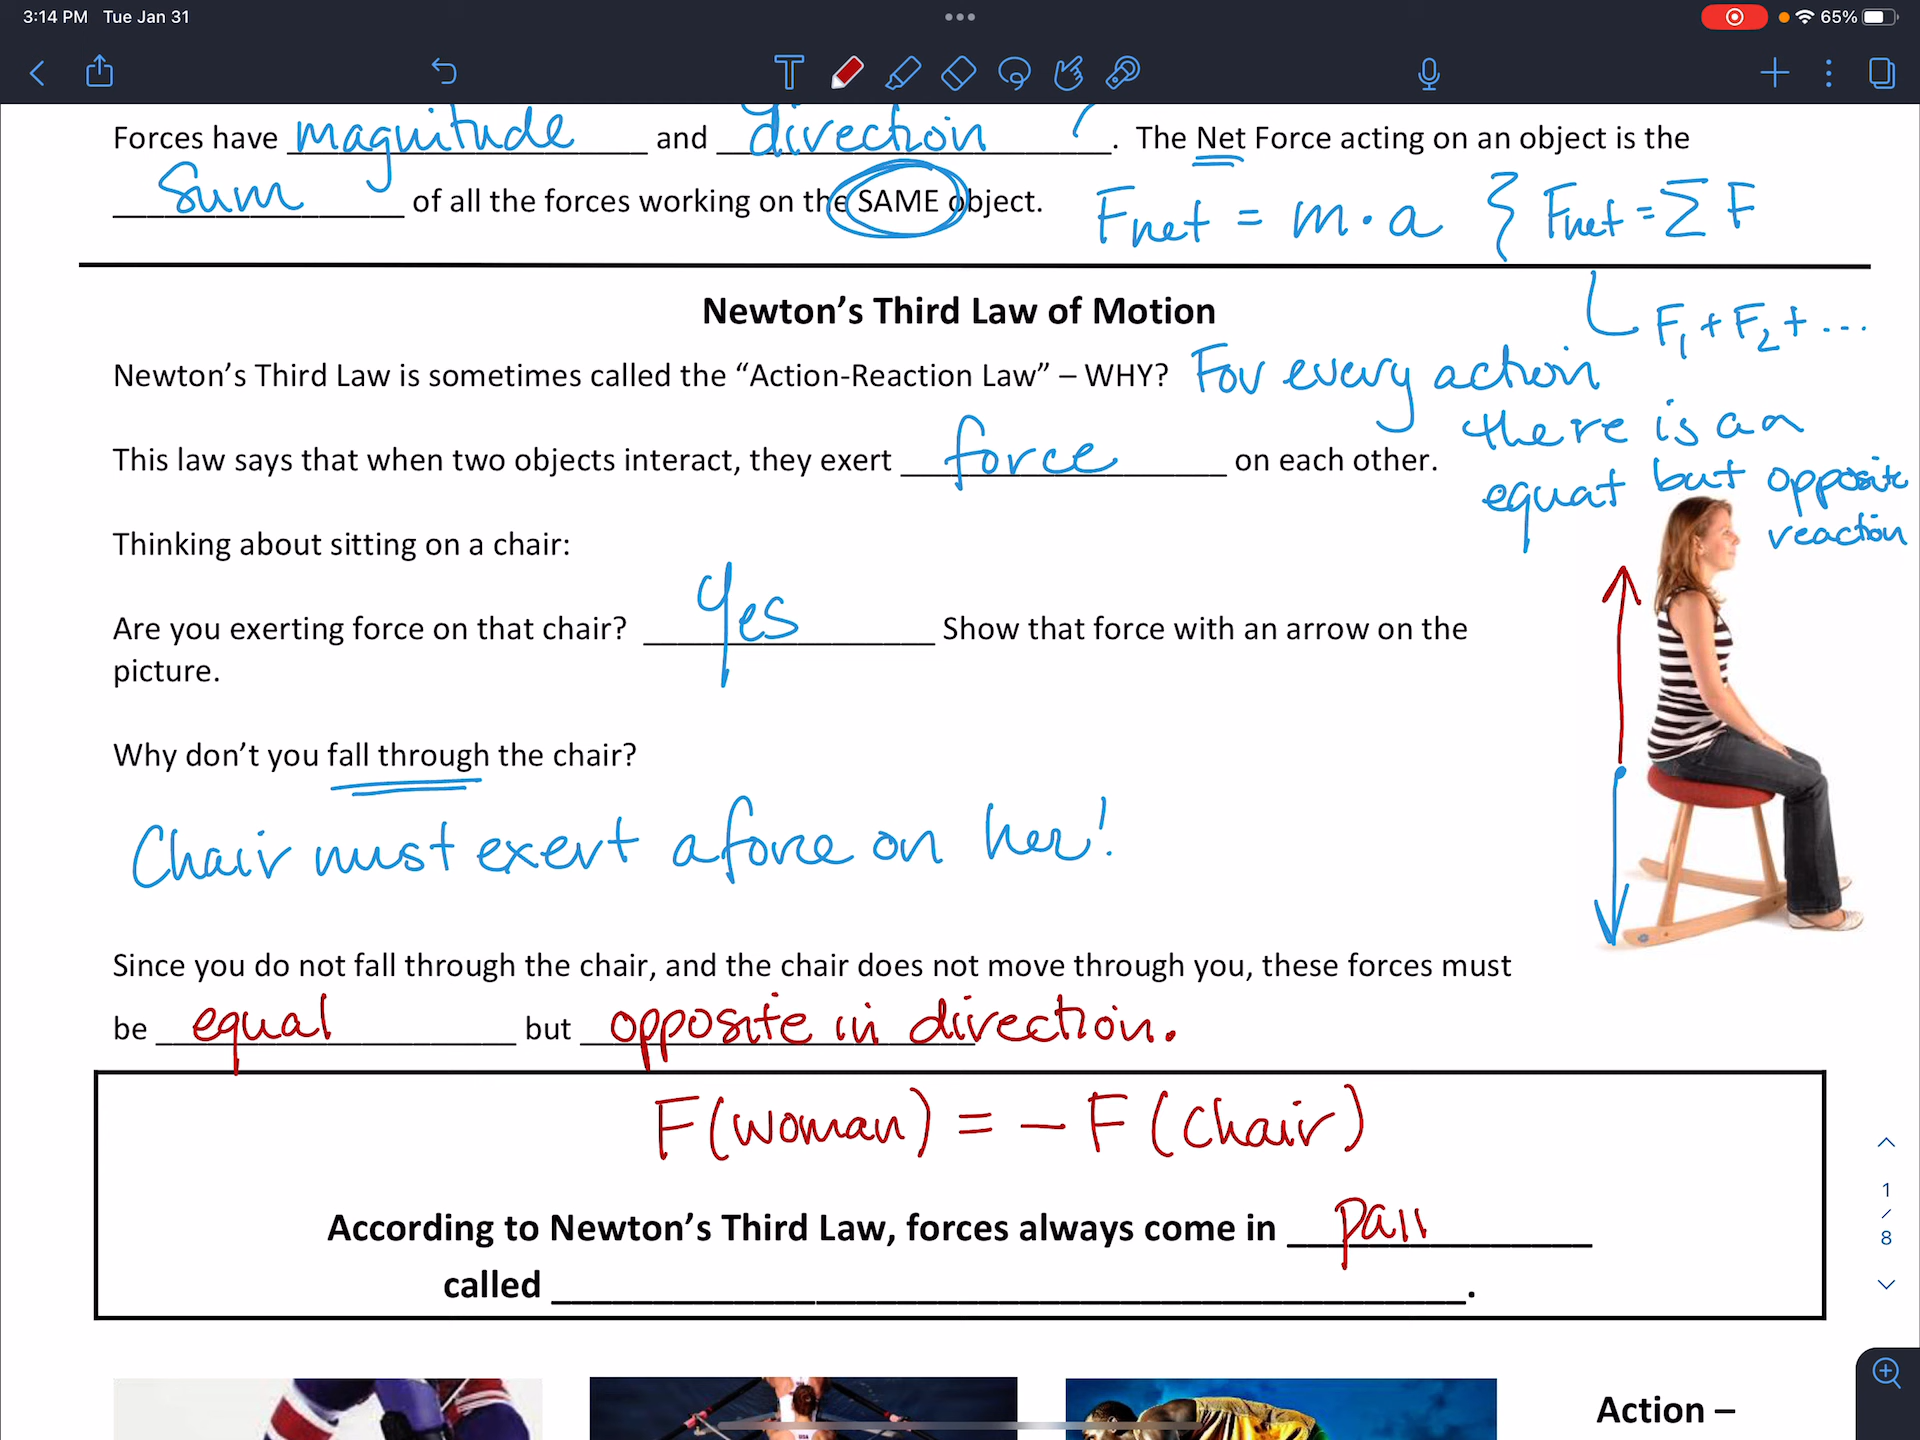 3:14 PM Tue Jan 31
65%
Forces have magnitude and direction. The Net Force acting on an object is the
sum of all the forces working on the SAME object.
Fnet = m·a { Fnet = Σ F
F1 + F2 + ...
Newton's Third Law of Motion
Newton's Third Law is sometimes called the “Action-Reaction Law” – WHY? For every action
there is an
equal but opposite
reaction
This law says that when two objects interact, they exert force on each other.
Thinking about sitting on a chair:
Are you exerting force on that chair? Yes Show that force with an arrow on the
picture.
Why don't you fall through the chair?
Chair must exert a force on her!
Since you do not fall through the chair, and the chair does not move through you, these forces must
be equal but opposite in direction.
F(woman) = – F(chair)
According to Newton's Third Law, forces always come in pair
called .
1
/
8
Action –